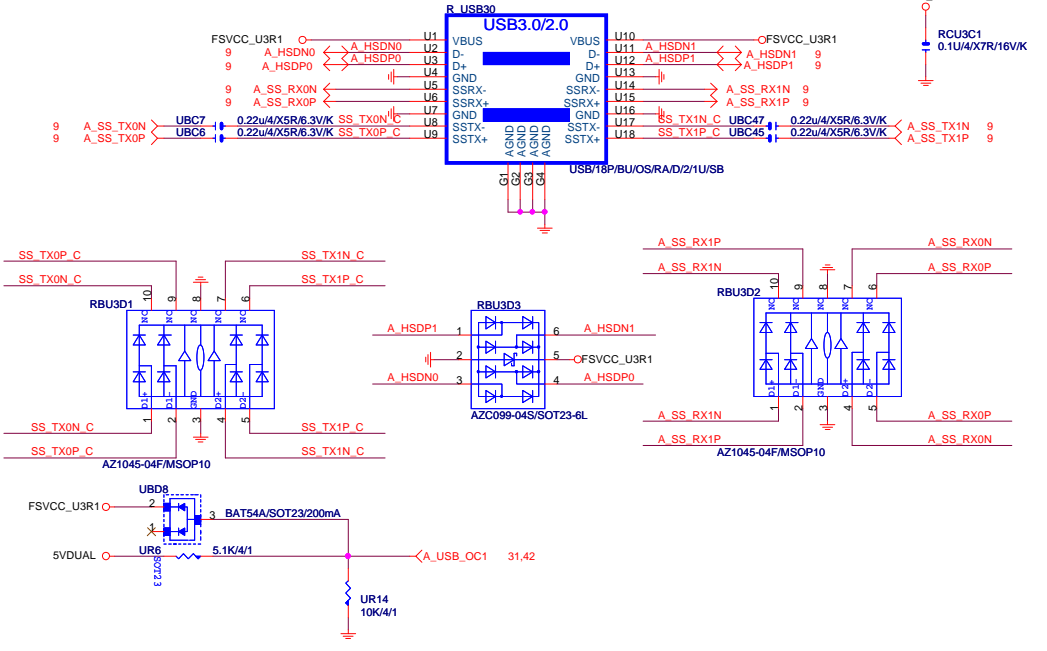 R_USB30
USB3.0/2.0
FSVCC_U3R1
U1
VBUS
VBUS
U10
FSVCC_U3R1
9
A_HSDN0
A_HSDN0
U2
D-
D-
U11
A_HSDN1
A_HSDN1
9
9
A_HSDP0
A_HSDP0
U3
D+
D+
U12
A_HSDP1
A_HSDP1
9
U4
GND
GND
U13
9
A_SS_RX0N
U5
SSRX-
SSRX-
U14
A_SS_RX1N
9
9
A_SS_RX0P
U6
SSRX+
SSRX+
U15
A_SS_RX1P
9
U7
GND
GND
U16
9
A_SS_TX0N
UBC7
0.22u/4/X5R/6.3V/K
SS_TX0N_C
U8
SSTX-
SSTX-
U17
SS_TX1N_C
UBC47
0.22u/4/X5R/6.3V/K
A_SS_TX1N
9
9
A_SS_TX0P
UBC6
0.22u/4/X5R/6.3V/K
SS_TX0P_C
U9
SSTX+
SSTX+
U18
SS_TX1P_C
UBC45
0.22u/4/X5R/6.3V/K
A_SS_TX1P
9
AGND
AGND
AGND
AGND
G1
G2
G3
G4
USB/18P/BU/OS/RA/D/2/1U/SB
RCU3C1
0.1U/4/X7R/16V/K
SS_TX0P_C
SS_TX1N_C
SS_TX0N_C
SS_TX1P_C
RBU3D1
10
9
8
7
6
NC
NC
NC
NC
D1+
D1-
GND
D2+
D2-
1
2
3
4
5
SS_TX0N_C
SS_TX1P_C
SS_TX0P_C
SS_TX1N_C
AZ1045-04F/MSOP10
RBU3D3
A_HSDP1
1
6
A_HSDN1
2
5
FSVCC_U3R1
A_HSDN0
3
4
A_HSDP0
AZC099-04S/SOT23-6L
A_SS_RX1P
A_SS_RX0N
A_SS_RX1N
A_SS_RX0P
RBU3D2
10
9
8
7
6
NC
NC
NC
NC
D1+
D1-
GND
D2+
D2-
1
2
3
4
5
A_SS_RX1N
A_SS_RX0P
A_SS_RX1P
A_SS_RX0N
AZ1045-04F/MSOP10
UBD8
FSVCC_U3R1
2
3
BAT54A/SOT23/200mA
1
5VDUAL
UR6
5.1K/4/1
A_USB_OC1
31,42
SOT23
UR14
10K/4/1